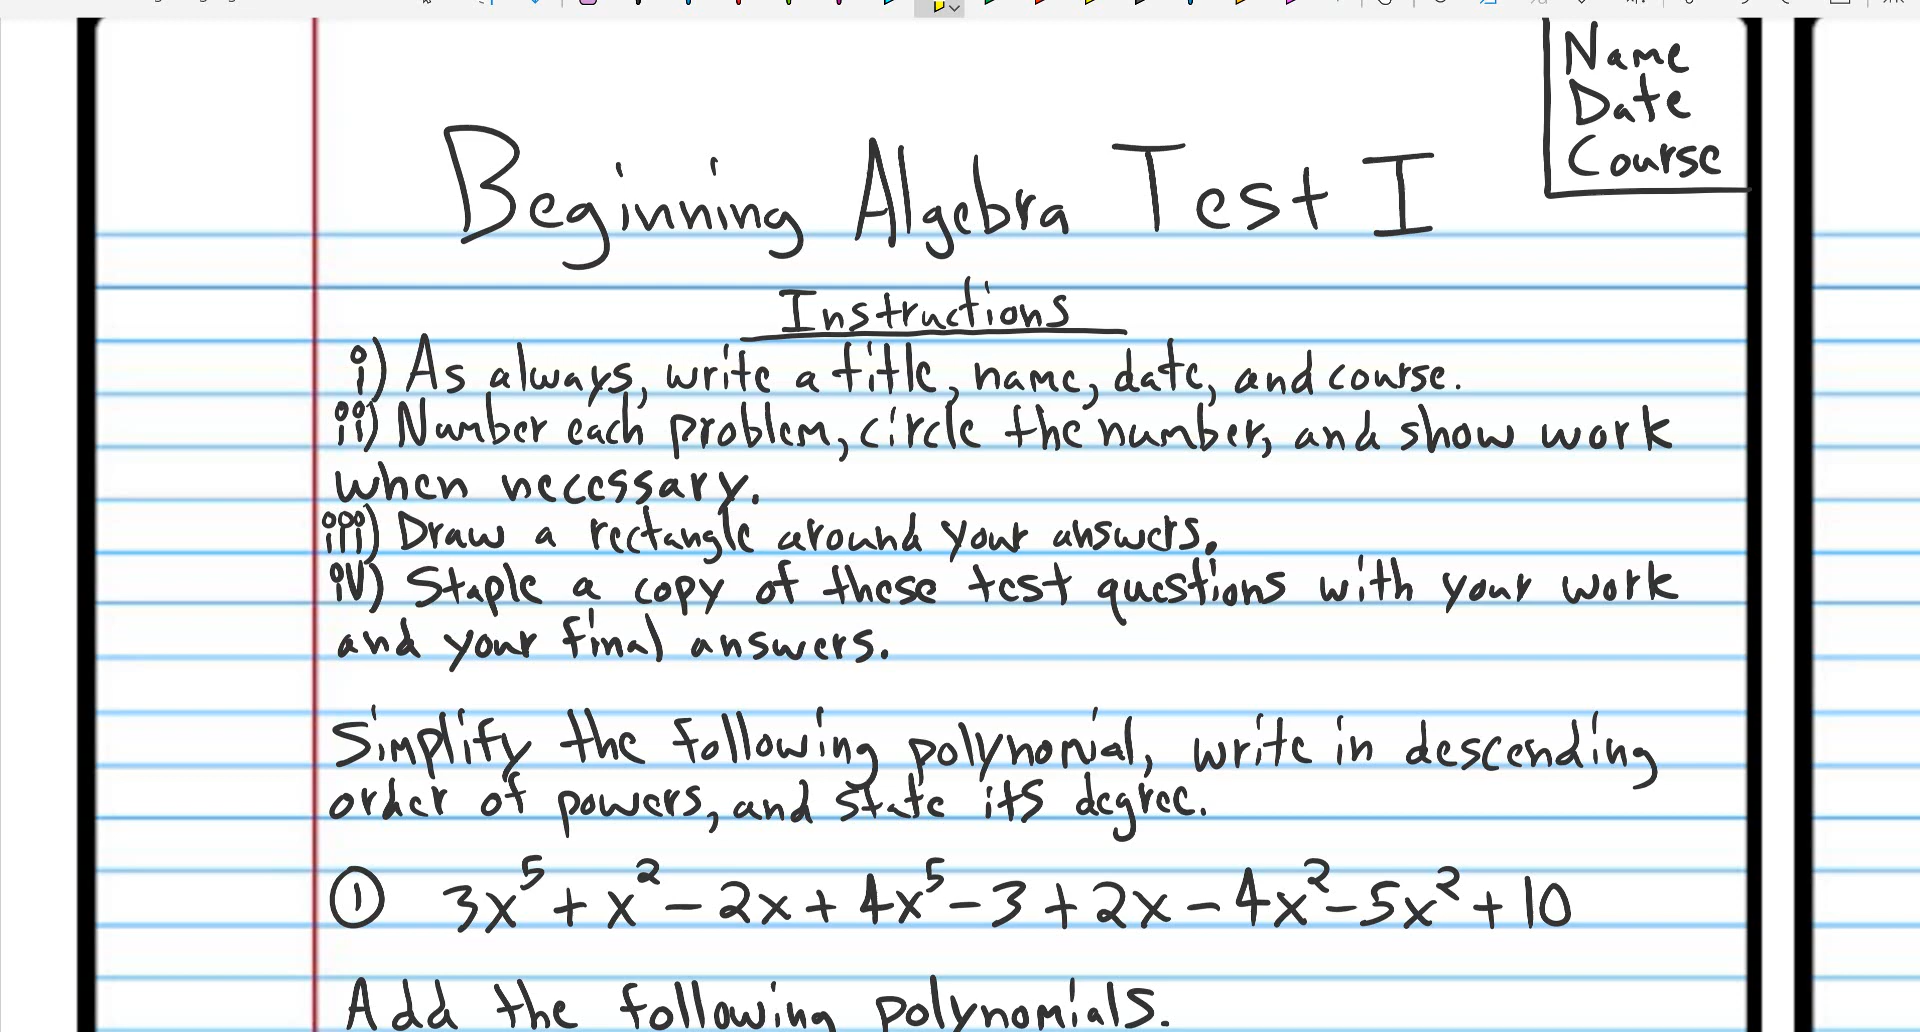 Name
Date
Course
Beginning Algebra Test I
Instructions
i) As always, write a title, name, date, and course.
ii) Number each problem, circle the number, and show work
when necessary.
iii) Draw a rectangle around your answers.
iv) Staple a copy of these test questions with your work
and your final answers.
Simplify the following polynomial, write in descending
order of powers, and state its degree.
① 3x⁵ + x² − 2x + 4x⁵ − 3 + 2x − 4x² − 5x² + 10
Add the following polynomials.